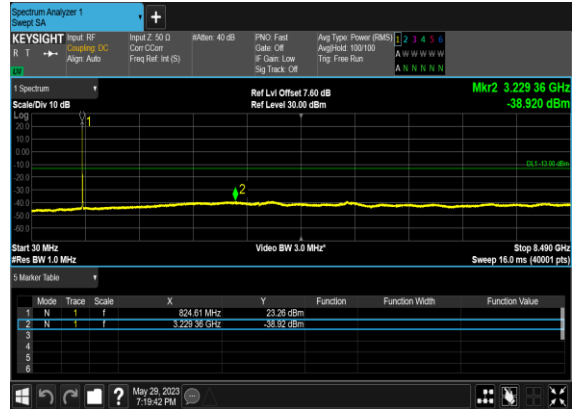 Spectrum Analyzer 1
Swept SA
+
KEYSIGHT Input: RF Input Z: 50 Ω #Atten: 40 dB PNO: Fast Avg Type: Power (RMS) 1 2 3 4 5 6
R T Coupling: DC Corr CCorr Gate: Off Avg|Hold: 100/100 A W W W W W
Align: Auto Freq Ref: Int (S) IF Gain: Low Trig: Free Run
Sig Track: Off A N N N N N
1 Spectrum Ref Lvl Offset 7.60 dB Mkr2 3.229 36 GHz
Scale/Div 10 dB Ref Level 30.00 dBm -38.920 dBm
Log
1
20.0
10.0
0.00
-10.0 DL1 -13.00 dBm
-20.0
-30.0 2
-40.0
-50.0
-60.0
Start 30 MHz Video BW 3.0 MHz* Stop 8.490 GHz
#Res BW 1.0 MHz Sweep 16.0 ms (40001 pts)
5 Marker Table
Mode Trace Scale X Y Function Function Width Function Value
1 N 1 f 824.61 MHz 23.26 dBm
2 N 1 f 3.229 36 GHz -38.92 dBm
3
4
5
6
? May 29, 2023
7:19:42 PM